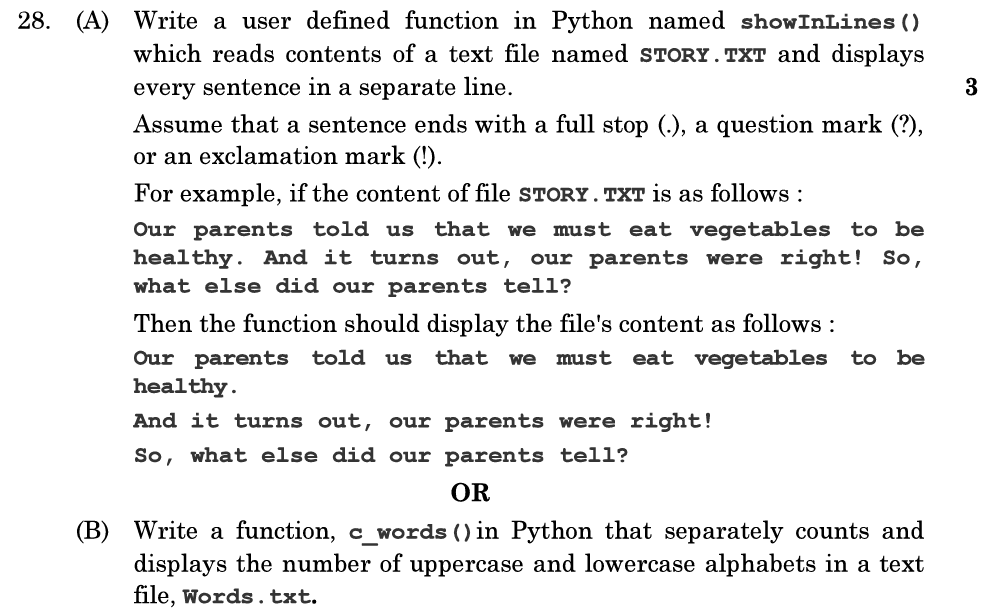 28. (A) Write a user defined function in Python named showInLines()
which reads contents of a text file named STORY.TXT and displays
every sentence in a separate line. 3
Assume that a sentence ends with a full stop (.), a question mark (?),
or an exclamation mark (!).
For example, if the content of file STORY.TXT is as follows :
Our parents told us that we must eat vegetables to be
healthy. And it turns out, our parents were right! So,
what else did our parents tell?
Then the function should display the file's content as follows :
Our parents told us that we must eat vegetables to be
healthy.
And it turns out, our parents were right!
So, what else did our parents tell?
OR
(B) Write a function, c_words()in Python that separately counts and
displays the number of uppercase and lowercase alphabets in a text
file, Words.txt.